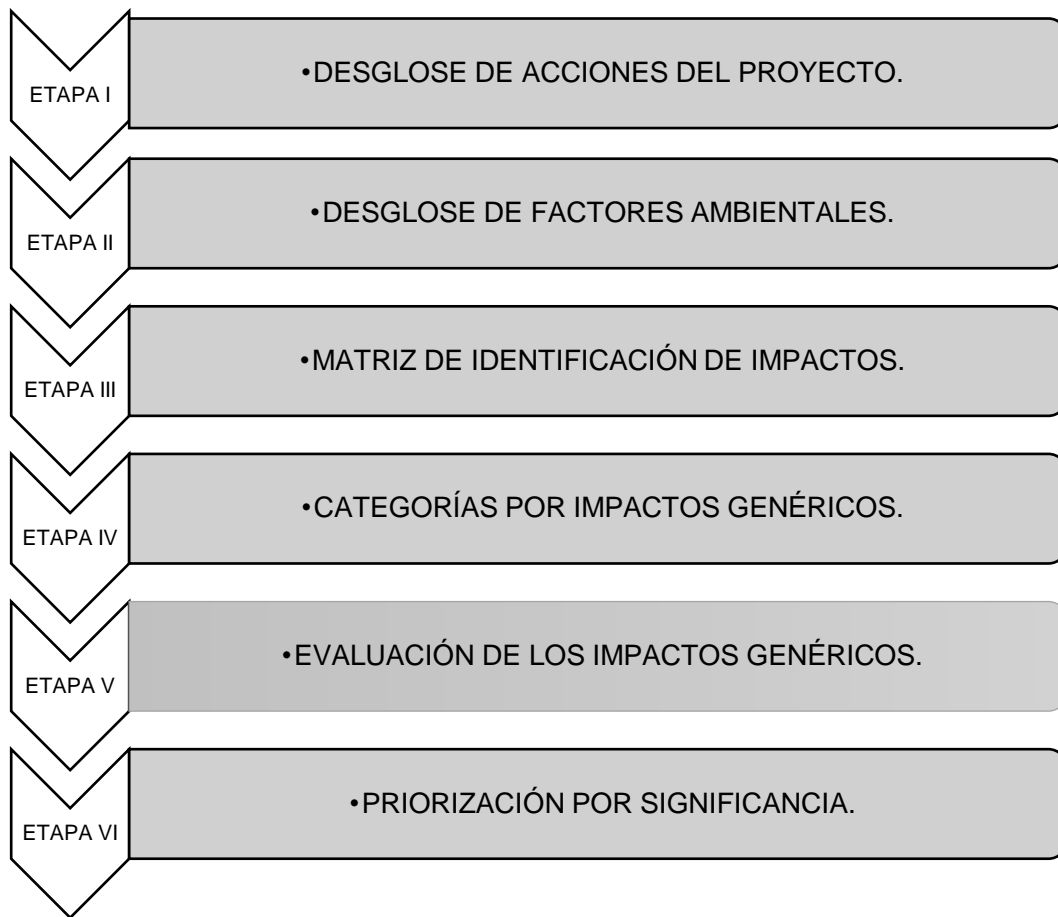 ETAPA I
•DESGLOSE DE ACCIONES DEL PROYECTO.
ETAPA II
•DESGLOSE DE FACTORES AMBIENTALES.
ETAPA III
•MATRIZ DE IDENTIFICACIÓN DE IMPACTOS.
ETAPA IV
•CATEGORÍAS POR IMPACTOS GENÉRICOS.
ETAPA V
•EVALUACIÓN DE LOS IMPACTOS GENÉRICOS.
ETAPA VI
•PRIORIZACIÓN POR SIGNIFICANCIA.